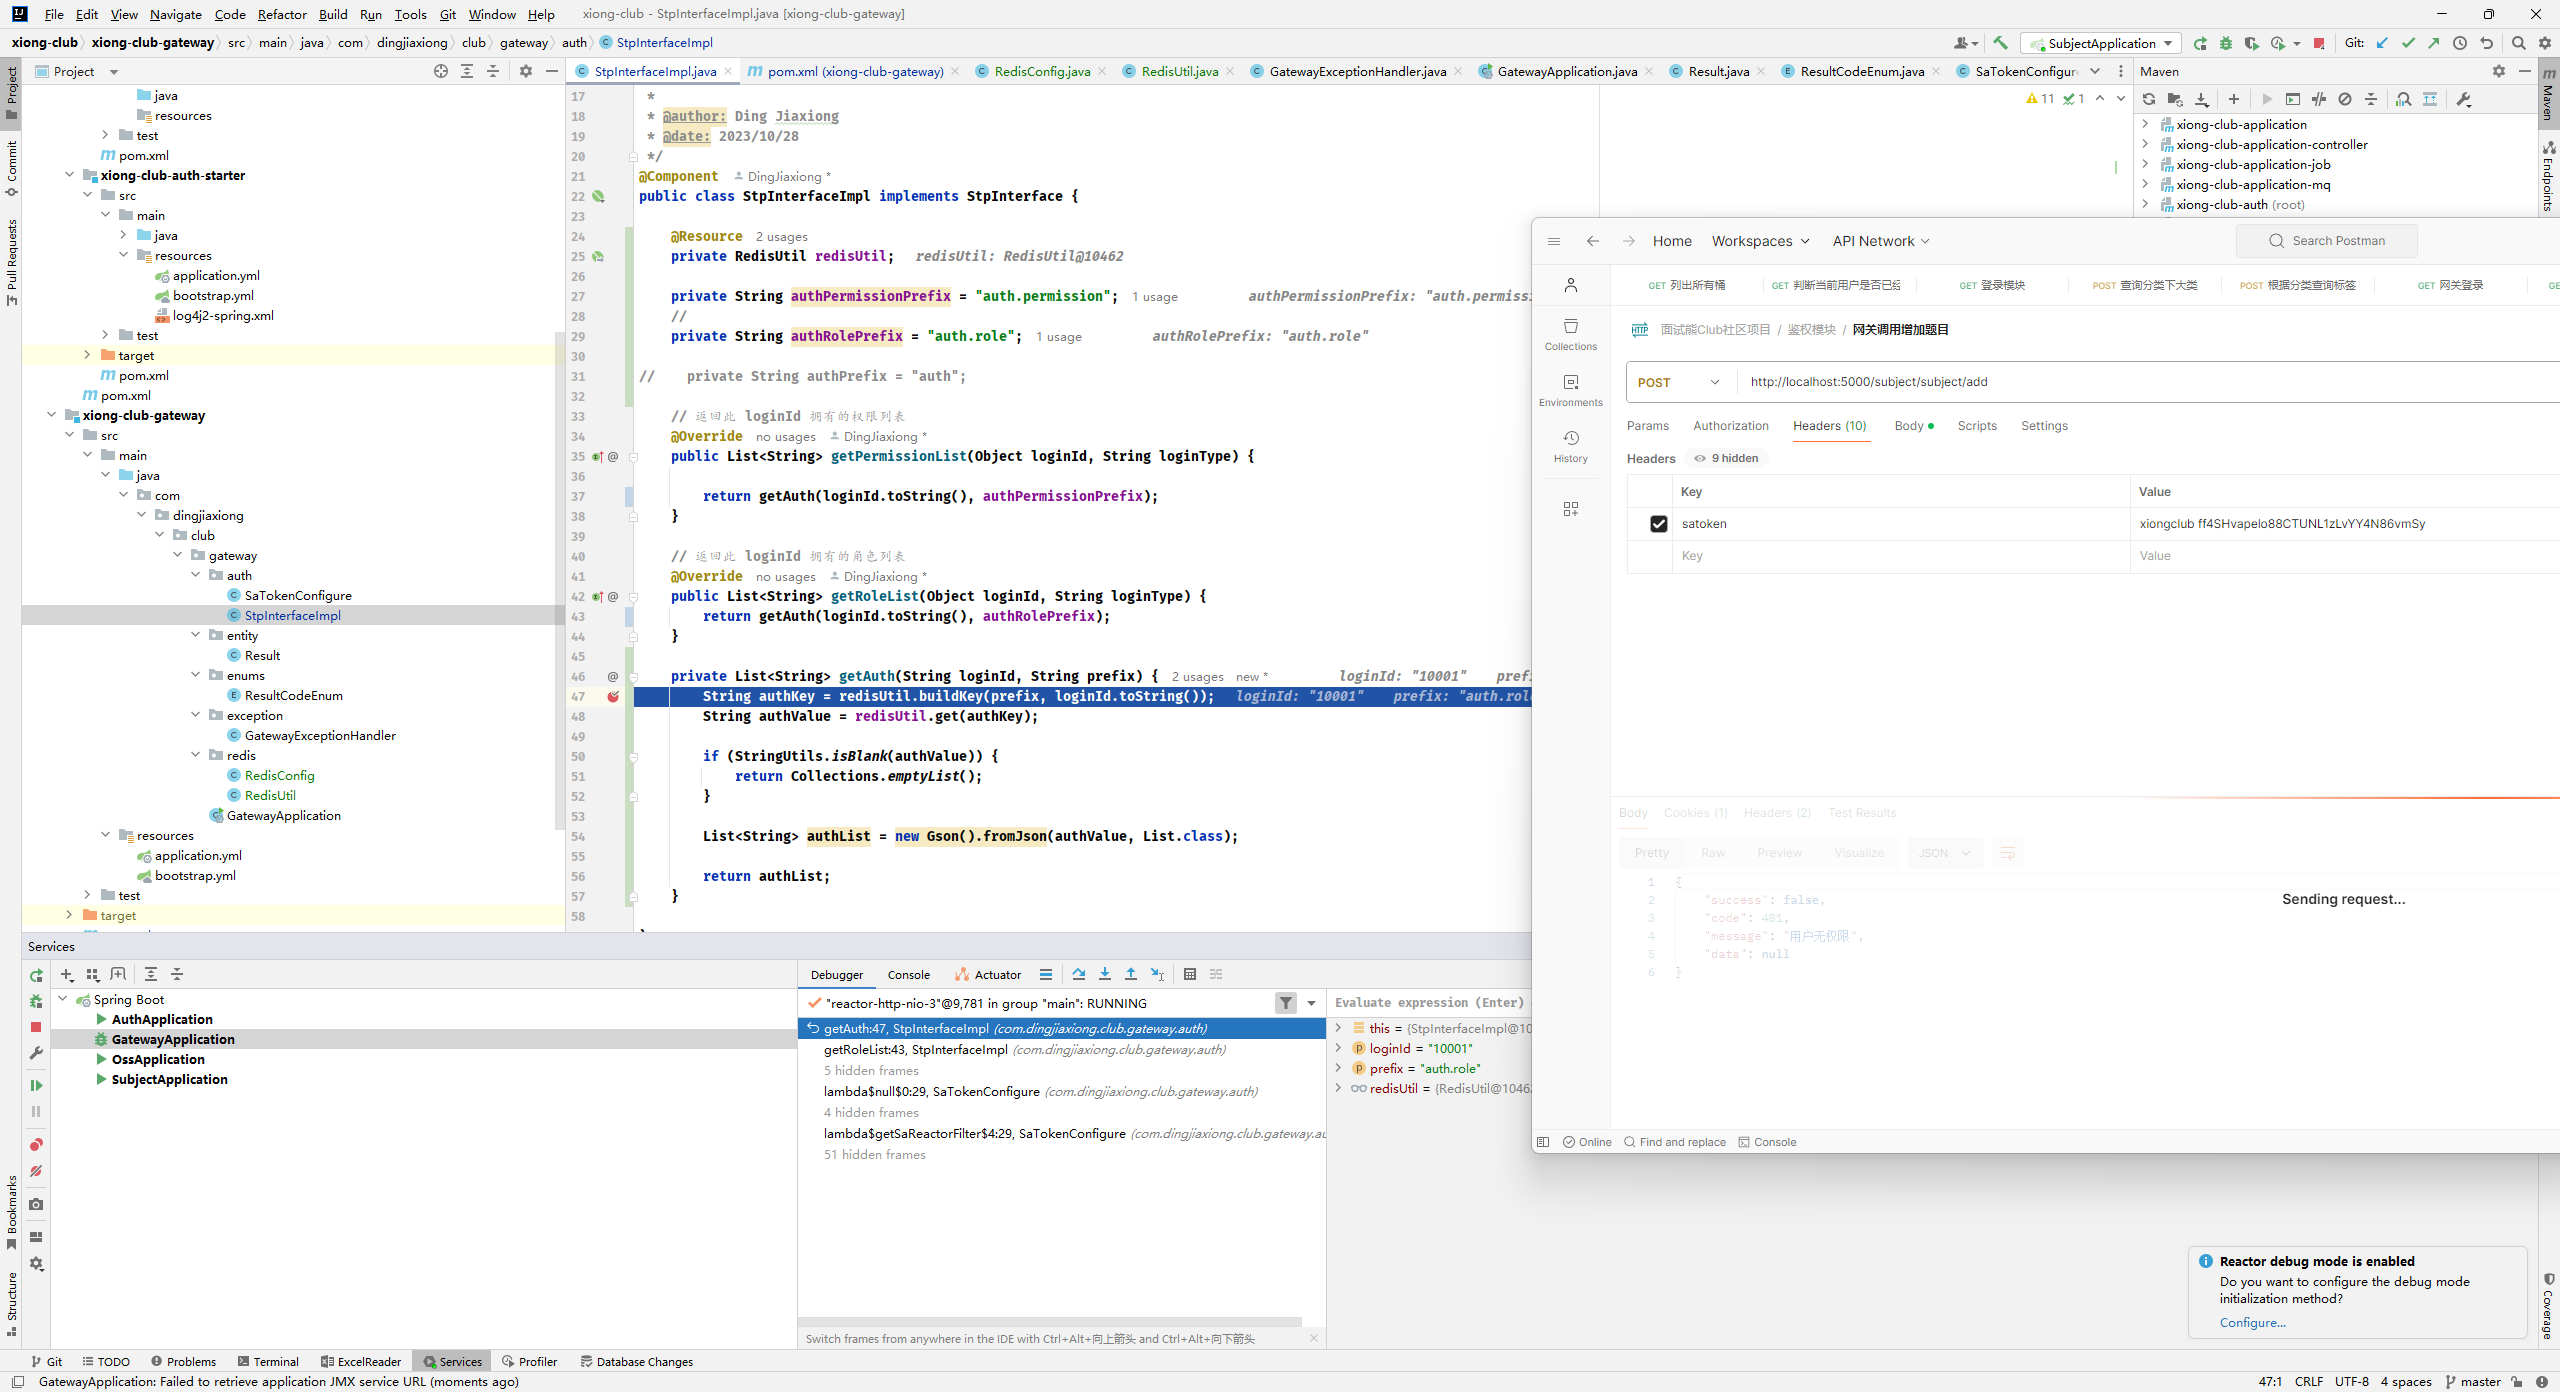 File Edit View Navigate Code Refactor Build Run Tools Git Window Help xiong-club - StpInterfaceImpl.java [xiong-club-gateway]
xiong-club xiong-club-gateway src main java com dingjiaxiong club gateway auth StpInterfaceImpl
SubjectApplication
Git:
Project
StpInterfaceImpl.java
pom.xml (xiong-club-gateway)
RedisConfig.java
RedisUtil.java
GatewayExceptionHandler.java
GatewayApplication.java
Result.java
ResultCodeEnum.java
SaTokenConfigur
Maven
Project
Commit
Pull Requests
Bookmarks
Structure
java
resources
test
pom.xml
xiong-club-auth-starter
src
main
java
resources
application.yml
bootstrap.yml
log4j2-spring.xml
test
target
pom.xml
pom.xml
xiong-club-gateway
src
main
java
com
dingjiaxiong
club
gateway
auth
SaTokenConfigure
StpInterfaceImpl
entity
Result
enums
ResultCodeEnum
exception
GatewayExceptionHandler
redis
RedisConfig
RedisUtil
GatewayApplication
resources
application.yml
bootstrap.yml
test
target
11 1
17 *
18 * @author: Ding Jiaxiong
19 * @date: 2023/10/28
20 */
21 @Component DingJiaxiong *
22 public class StpInterfaceImpl implements StpInterface {
23
24 @Resource 2 usages
25 private RedisUtil redisUtil; redisUtil: RedisUtil@10462
26
27 private String authPermissionPrefix = "auth.permission"; 1 usage authPermissionPrefix: "auth.permiss
28 //
29 private String authRolePrefix = "auth.role"; 1 usage authRolePrefix: "auth.role"
30
31 // private String authPrefix = "auth";
32
33 // 返回此 loginId 拥有的权限列表
34 @Override no usages DingJiaxiong *
35 public List<String> getPermissionList(Object loginId, String loginType) {
36
37 return getAuth(loginId.toString(), authPermissionPrefix);
38 }
39
40 // 返回此 loginId 拥有的角色列表
41 @Override no usages DingJiaxiong *
42 public List<String> getRoleList(Object loginId, String loginType) {
43 return getAuth(loginId.toString(), authRolePrefix);
44 }
45
46 private List<String> getAuth(String loginId, String prefix) { 2 usages new * loginId: "10001" prefi
47 String authKey = redisUtil.buildKey(prefix, loginId.toString()); loginId: "10001" prefix: "auth.rol
48 String authValue = redisUtil.get(authKey);
49
50 if (StringUtils.isBlank(authValue)) {
51 return Collections.emptyList();
52 }
53
54 List<String> authList = new Gson().fromJson(authValue, List.class);
55
56 return authList;
57 }
58
xiong-club-application
xiong-club-application-controller
xiong-club-application-job
xiong-club-application-mq
xiong-club-auth (root)
Maven
Endpoints
Coverage
Home Workspaces API Network Search Postman
GET 列出所有桶
GET 判断当前用户是否已经
GET 登录模块
POST 查询分类下大类
POST 根据分类查询标签
GET 网关登录
HTTP 面试熊Club社区项目 / 鉴权模块 / 网关调用增加题目
Collections
Environments
History
POST http://localhost:5000/subject/subject/add
Params Authorization Headers (10) Body Scripts Settings
Headers 9 hidden
Key Value
satoken xiongclub ff4SHvapelo88CTUNL1zLvYY4N86vmSy
Key Value
Body Cookies (1) Headers (2) Test Results
Pretty Raw Preview Visualize JSON
1 {
2 "success": false,
3 "code": 401,
4 "message": "用户无权限",
5 "data": null
6 }
Sending request...
Online Find and replace Console
Services
Spring Boot
AuthApplication
GatewayApplication
OssApplication
SubjectApplication
Debugger Console Actuator
"reactor-http-nio-3"@9,781 in group "main": RUNNING
getAuth:47, StpInterfaceImpl (com.dingjiaxiong.club.gateway.auth)
getRoleList:43, StpInterfaceImpl (com.dingjiaxiong.club.gateway.auth)
5 hidden frames
lambda$null$0:29, SaTokenConfigure (com.dingjiaxiong.club.gateway.auth)
4 hidden frames
lambda$getSaReactorFilter$4:29, SaTokenConfigure (com.dingjiaxiong.club.gateway.au
51 hidden frames
Switch frames from anywhere in the IDE with Ctrl+Alt+向上箭头 and Ctrl+Alt+向下箭头
Evaluate expression (Enter)
this = {StpInterfaceImpl@10
loginId = "10001"
prefix = "auth.role"
redisUtil = {RedisUtil@1046
Reactor debug mode is enabled
Do you want to configure the debug mode
initialization method?
Configure...
Git TODO Problems Terminal ExcelReader Services Profiler Database Changes
GatewayApplication: Failed to retrieve application JMX service URL (moments ago)
47:1 CRLF UTF-8 4 spaces master